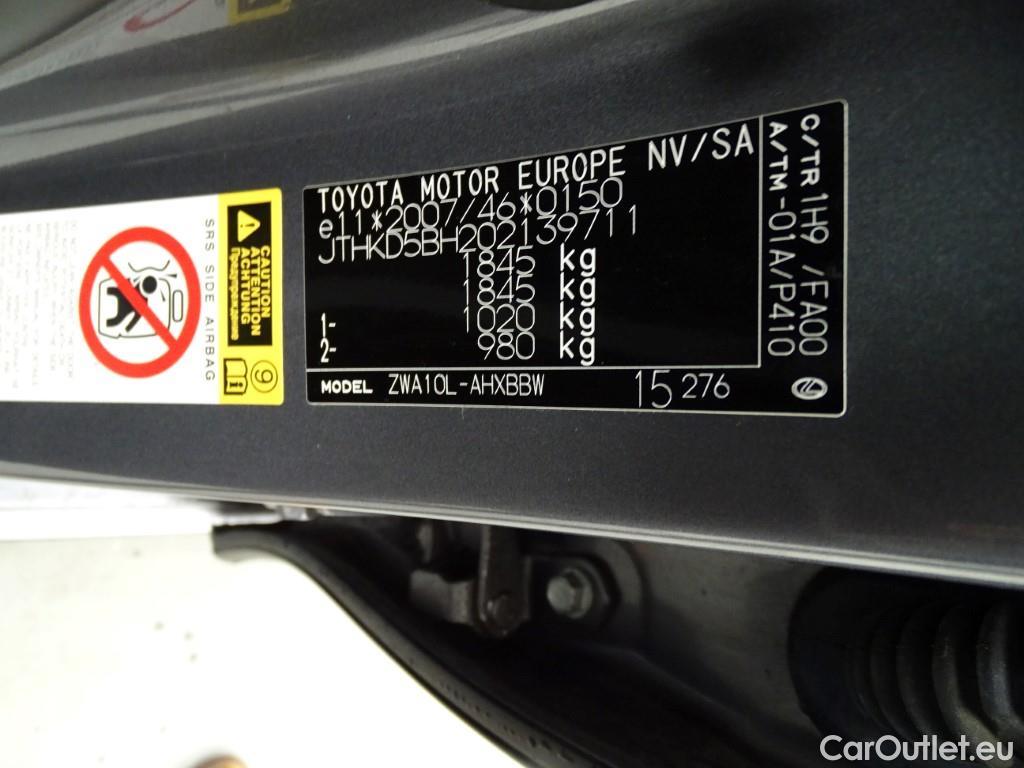 TOYOTA MOTOR EUROPE NV/SA
e11*2007/46*0150
JTHKD5BH202139711
1845 kg
1845 kg
1- 1020 kg
2- 980 kg
MODEL ZWA10L-AHXBBW 15 276
C/TR 1H9 /FA00
A/TM-01A/P410
CAUTION
ATTENTION
ACHTUNG
Предупреждение
9
SRS SIDE AIRBAG
CarOutlet.eu